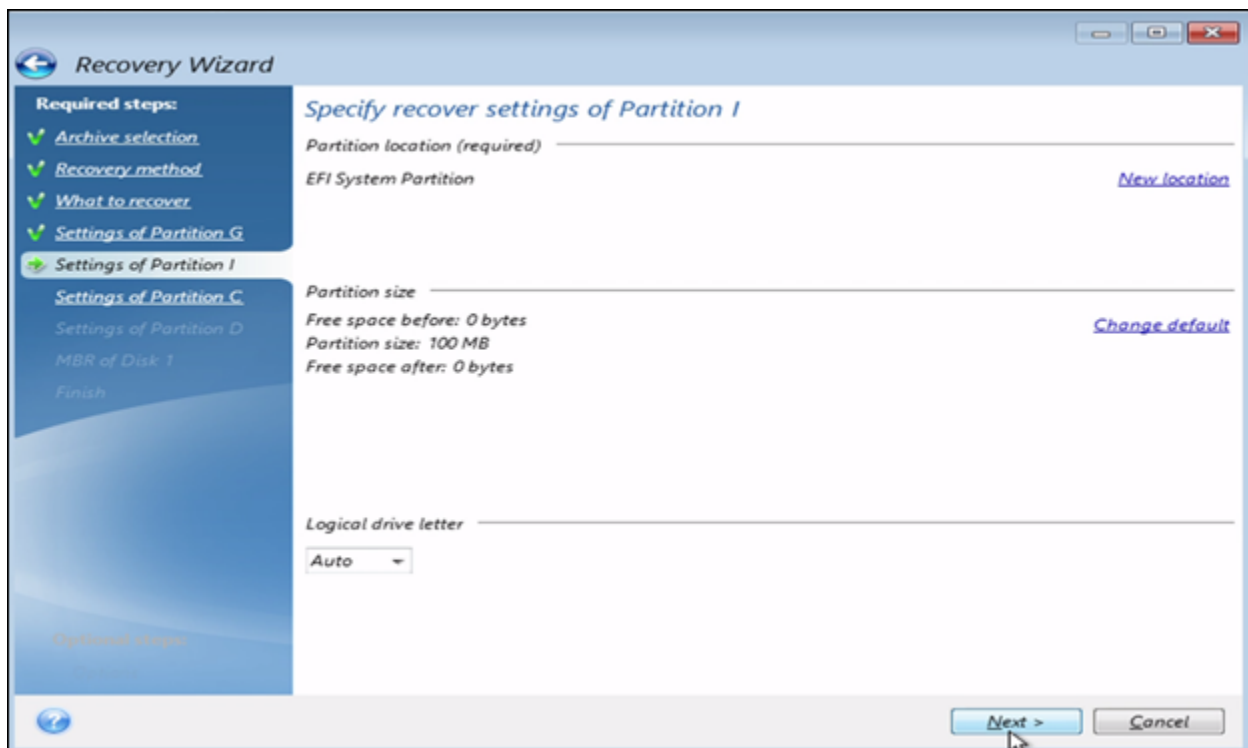 Recovery Wizard
Required steps:
Archive selection
Recovery method
What to recover
Settings of Partition G
Settings of Partition I
Settings of Partition C
Settings of Partition D
MBR of Disk 1
Finish
Optional steps:
Specify recover settings of Partition I
Partition location (required)
EFI System Partition
New location
Partition size
Free space before: 0 bytes
Partition size: 100 MB
Free space after: 0 bytes
Change default
Logical drive letter
Auto
?
Next >
Cancel